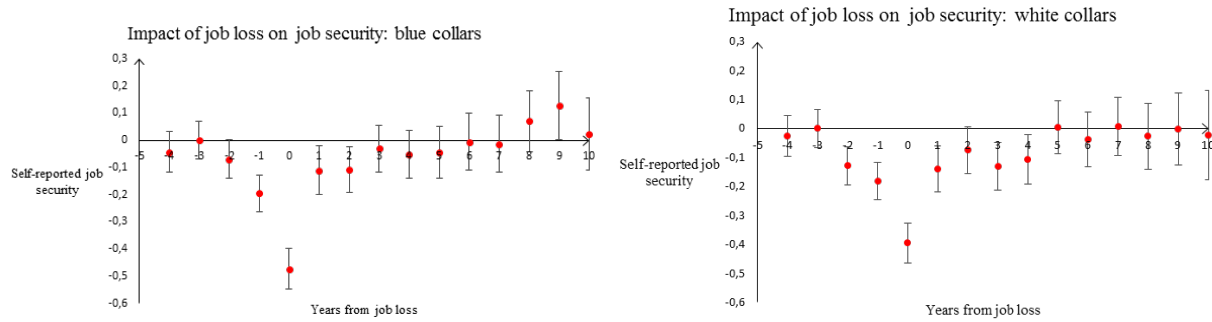 Impact of job loss on job security: blue collars
0,3
0,2
0,1
0
-0,1
-0,2
-0,3
-0,4
-0,5
-0,6
-5 -4 -3 -2 -1 0 1 2 3 4 5 6 7 8 9 10
Self-reported job
security
Years from job loss
Impact of job loss on job security: white collars
0,3
0,2
0,1
0
-0,1
-0,2
-0,3
-0,4
-0,5
-0,6
-5 -4 -3 -2 -1 0 1 2 3 4 5 6 7 8 9 10
Self-reported job
security
Years from job loss